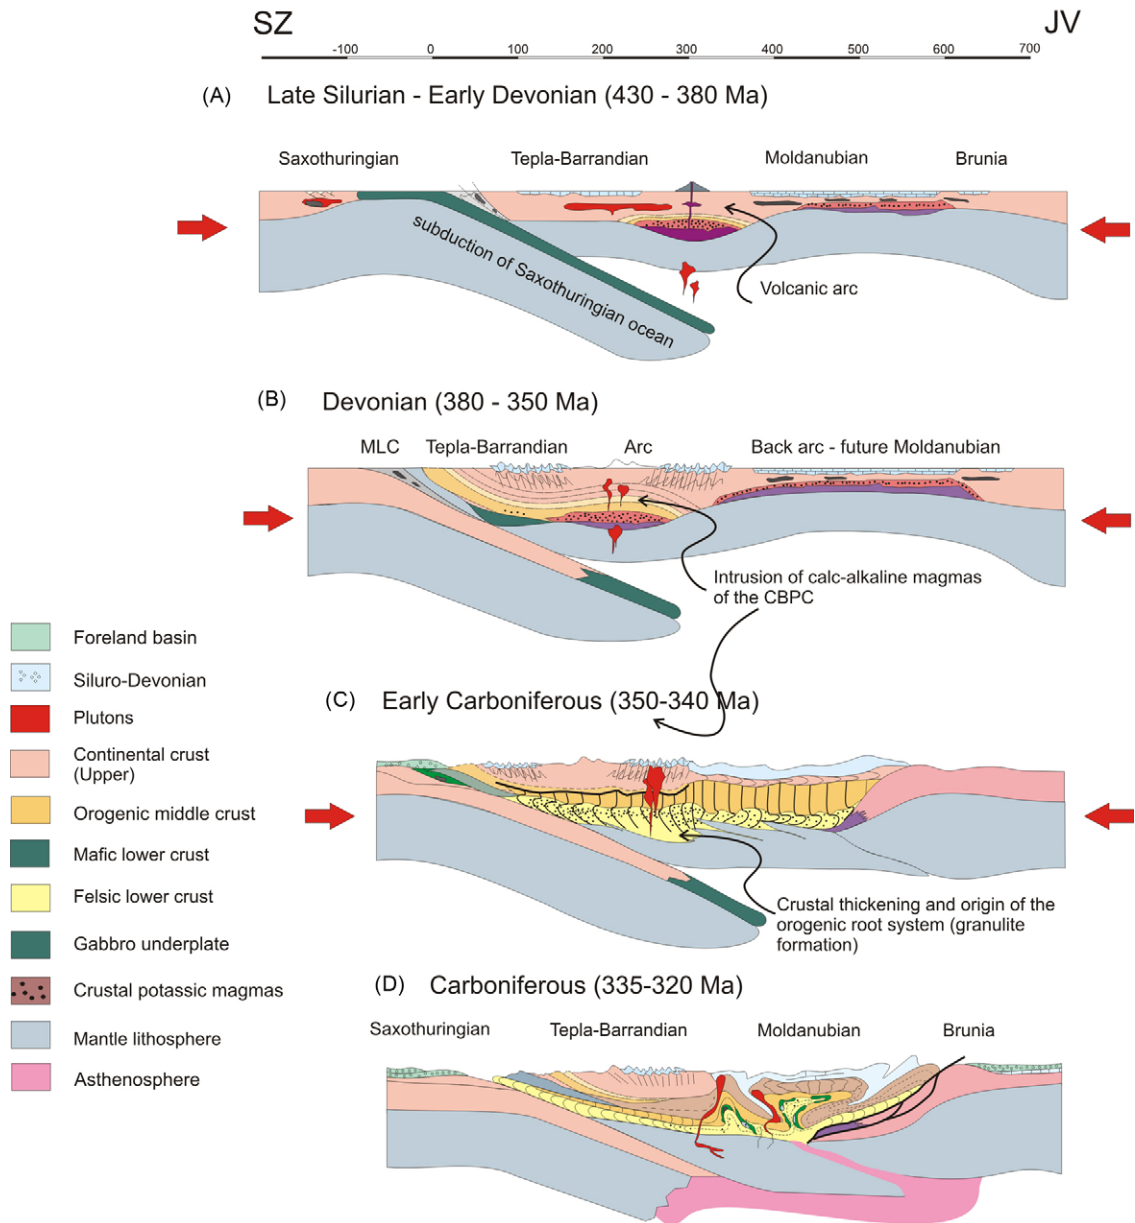 SZ
JV
-100 0 100 200 300 400 500 600 700
(A) Late Silurian - Early Devonian (430 - 380 Ma)
Saxothuringian Tepla-Barrandian Moldanubian Brunia
subduction of Saxothuringian ocean
Volcanic arc
(B) Devonian (380 - 350 Ma)
MLC Tepla-Barrandian Arc Back arc - future Moldanubian
Intrusion of calc-alkaline magmas
of the CBPC
(C) Early Carboniferous (350-340 Ma)
Crustal thickening and origin of the
orogenic root system (granulite
formation)
(D) Carboniferous (335-320 Ma)
Saxothuringian Tepla-Barrandian Moldanubian Brunia
Foreland basin
Siluro-Devonian
Plutons
Continental crust
(Upper)
Orogenic middle crust
Mafic lower crust
Felsic lower crust
Gabbro underplate
Crustal potassic magmas
Mantle lithosphere
Asthenosphere